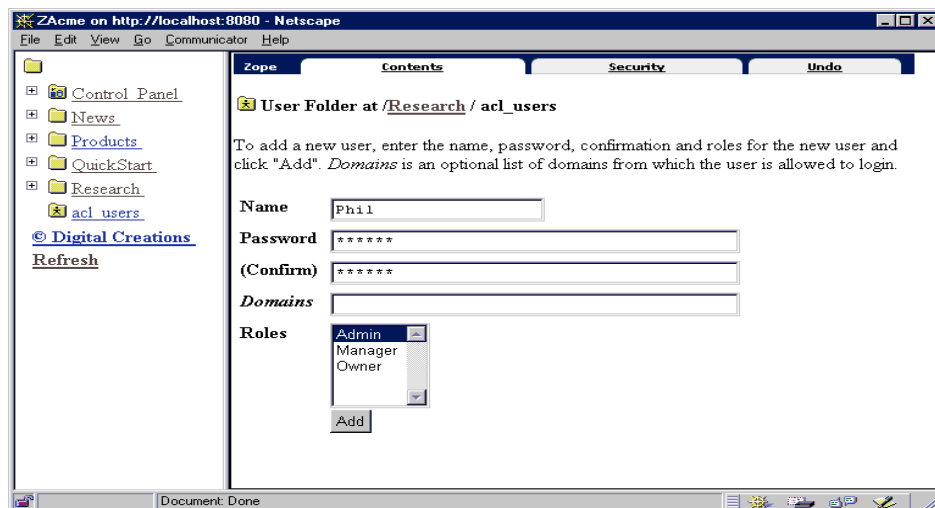 ZAcme on http://localhost:8080 - Netscape
File Edit View Go Communicator Help
Control_Panel
News
Products
QuickStart
Research
acl_users
© Digital Creations
Refresh
Zope Contents Security Undo
User Folder at /Research / acl_users
To add a new user, enter the name, password, confirmation and roles for the new user and
click "Add". Domains is an optional list of domains from which the user is allowed to login.
Name Phil
Password ******
(Confirm) ******
Domains
Roles Admin
Manager
Owner
Add
Document: Done